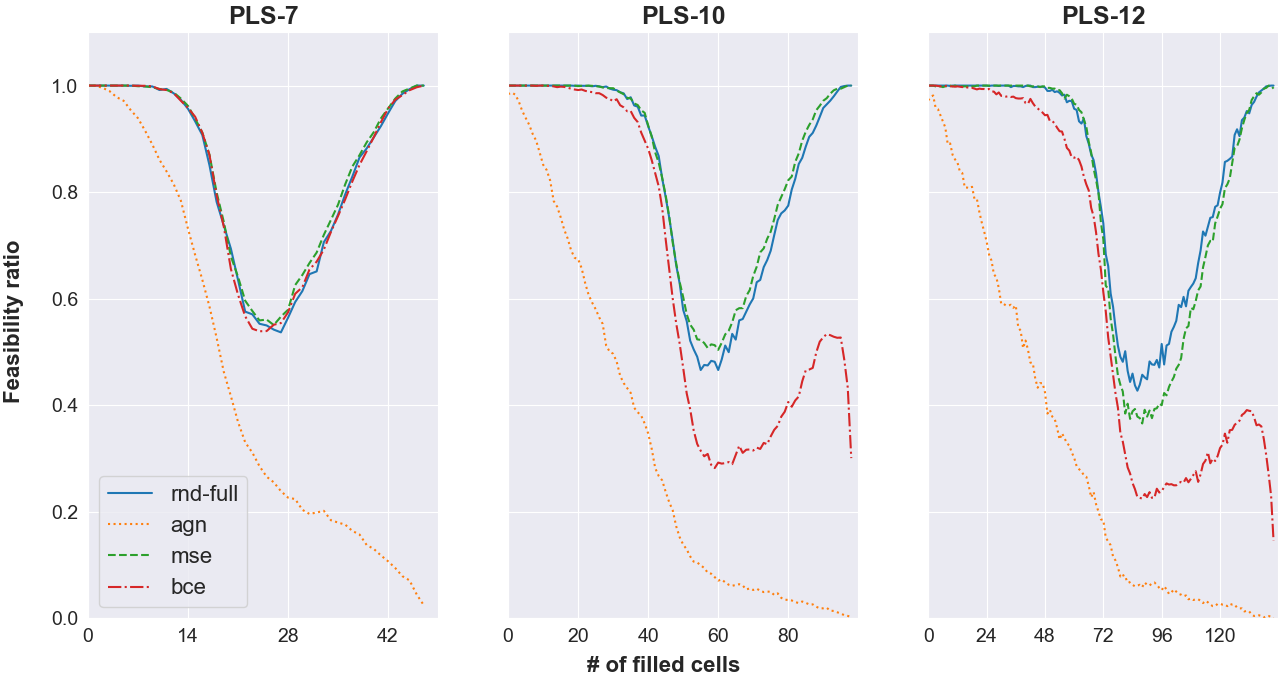 PLS-7
PLS-10
PLS-12
Feasibility ratio
1.0
0.8
0.6
0.4
0.2
0.0
rnd-full
agn
mse
bce
0 14 28 42
0 20 40 60 80
0 24 48 72 96 120
# of filled cells